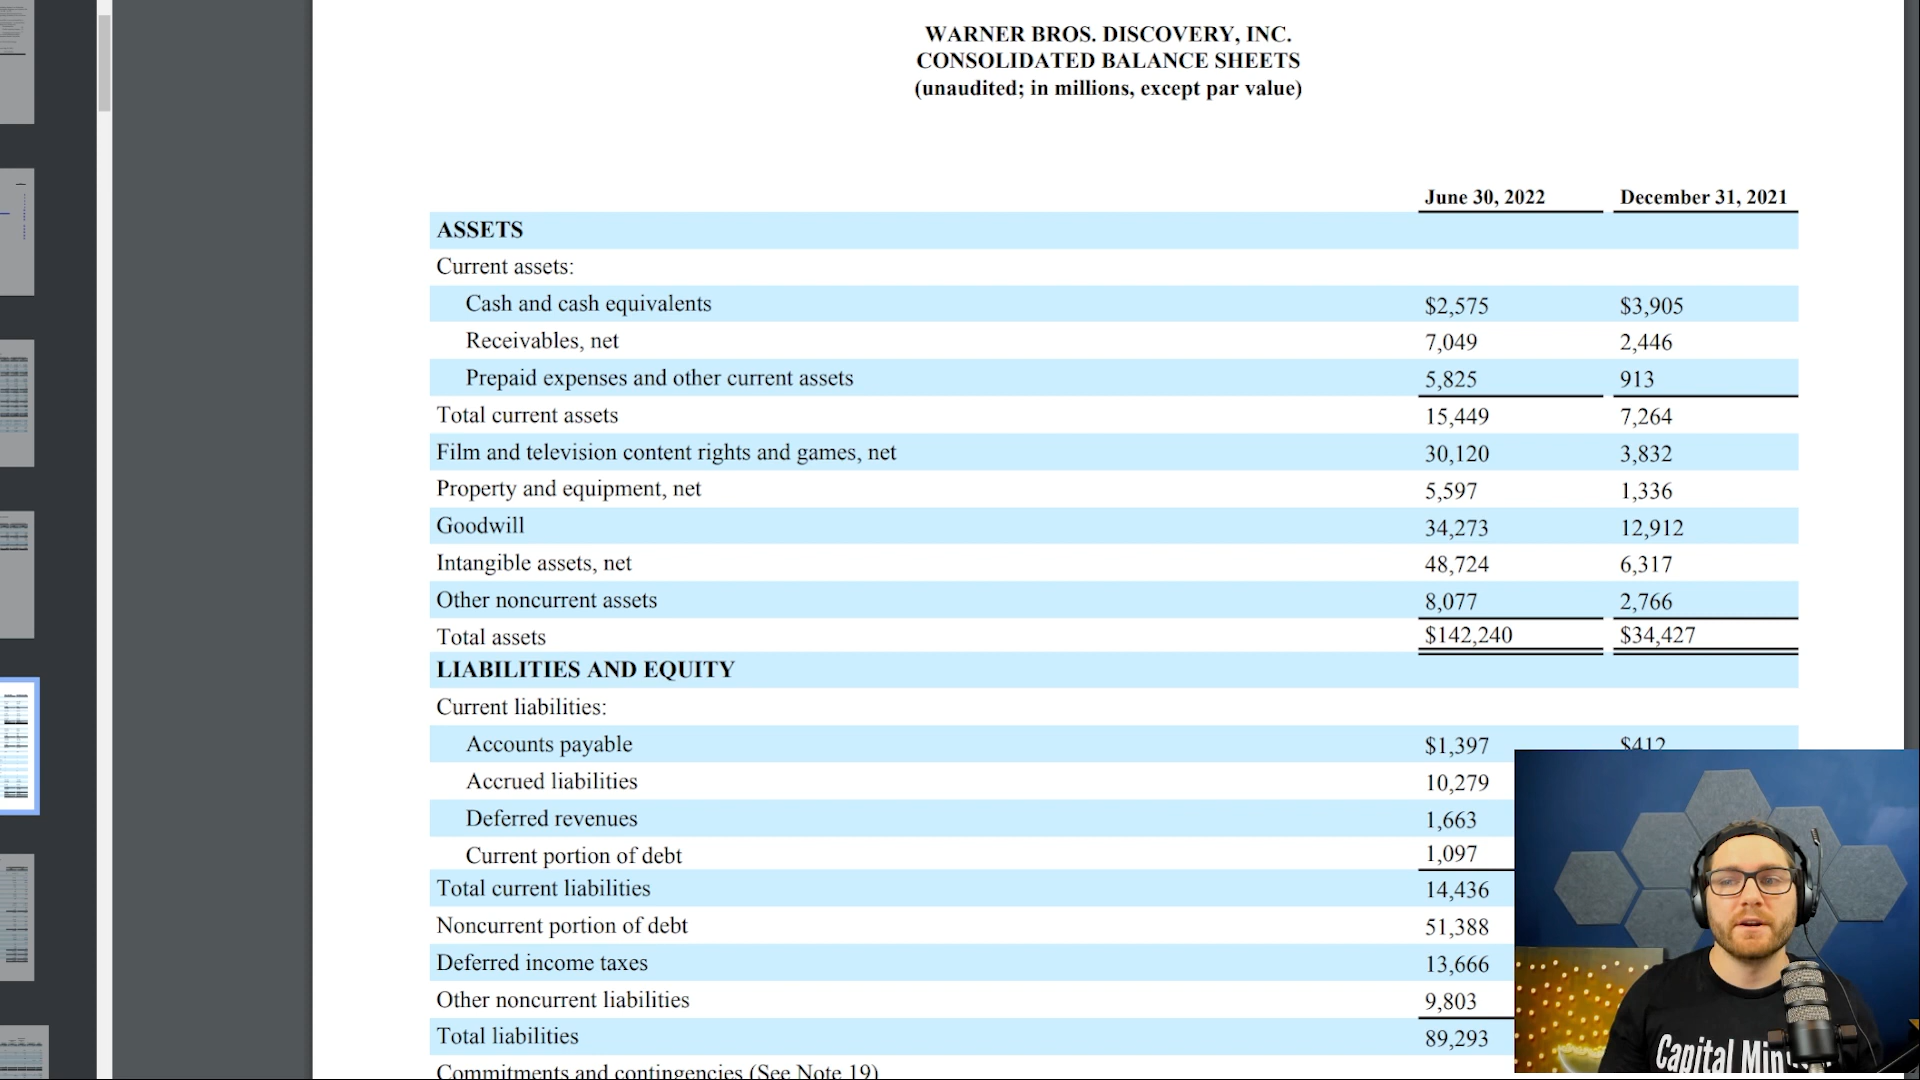 WARNER BROS. DISCOVERY, INC.
CONSOLIDATED BALANCE SHEETS
(unaudited; in millions, except par value)
June 30, 2022 December 31, 2021
ASSETS
Current assets:
Cash and cash equivalents $2,575 $3,905
Receivables, net 7,049 2,446
Prepaid expenses and other current assets 5,825 913
Total current assets 15,449 7,264
Film and television content rights and games, net 30,120 3,832
Property and equipment, net 5,597 1,336
Goodwill 34,273 12,912
Intangible assets, net 48,724 6,317
Other noncurrent assets 8,077 2,766
Total assets $142,240 $34,427
LIABILITIES AND EQUITY
Current liabilities:
Accounts payable $1,397 $412
Accrued liabilities 10,279
Deferred revenues 1,663
Current portion of debt 1,097
Total current liabilities 14,436
Noncurrent portion of debt 51,388
Deferred income taxes 13,666
Other noncurrent liabilities 9,803
Total liabilities 89,293
Commitments and contingencies (See Note 19)
Capital